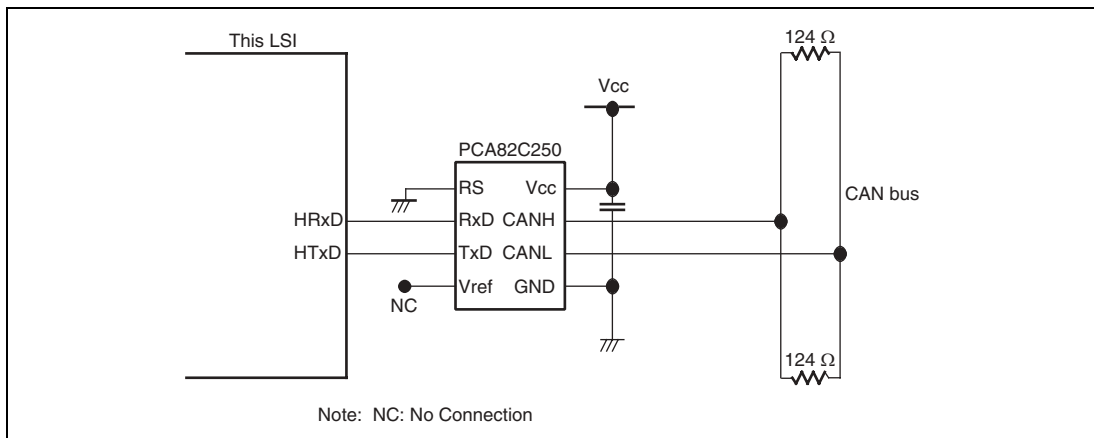 This LSI
124 Ω
Vcc
PCA82C250
RS Vcc
CAN bus
HRxD RxD CANH
HTxD TxD CANL
Vref GND
NC
124 Ω
Note: NC: No Connection